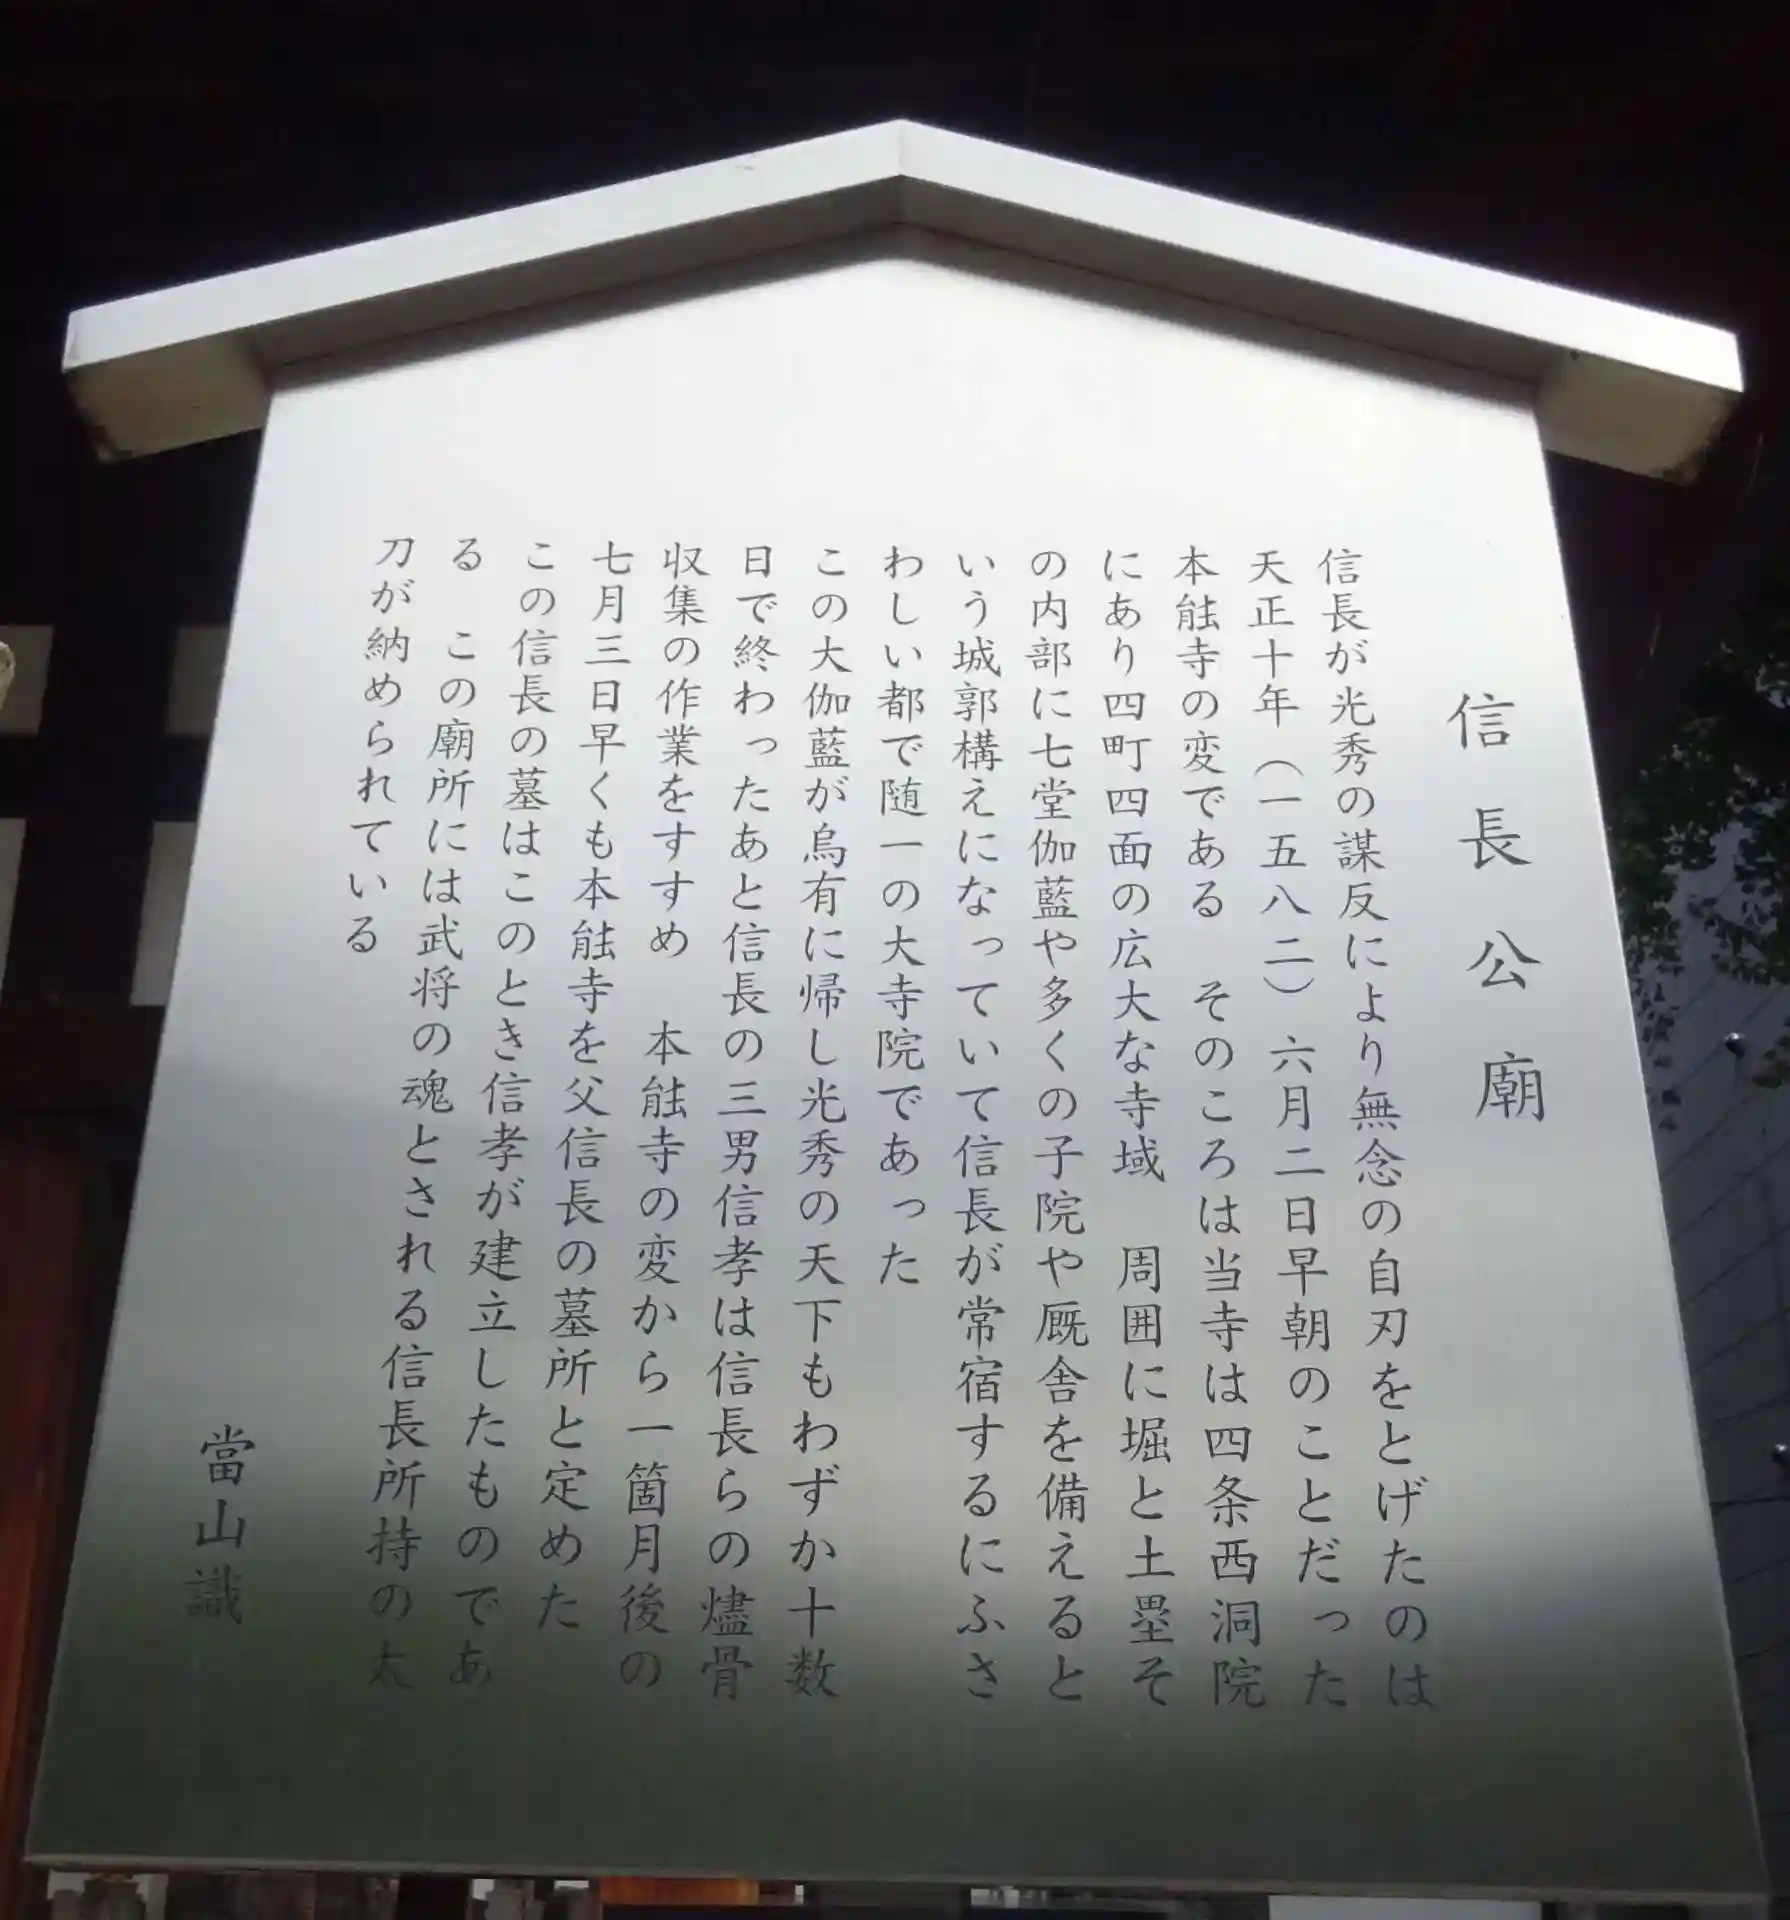 信長公廟
信長が光秀の謀反により無念の自刃をとげたのは
天正十年（一五八二）六月二日早朝のことだった
本能寺の変である　そのころは当寺は四条西洞院
にあり四町四面の広大な寺域　周囲に堀と土塁そ
の内部に七堂伽藍や多くの子院や厩舎を備えると
いう城郭構えになっていて信長が常宿するにふさ
わしい都で随一の大寺院であった
この大伽藍が烏有に帰し光秀の天下もわずか十数
日で終わったあと信長の三男信孝は信長らの燼骨
収集の作業をすすめ　本能寺の変から一箇月後の
七月三日早くも本能寺を父信長の墓所と定めた
この信長の墓はこのとき信孝が建立したものであ
る　この廟所には武将の魂とされる信長所持の太
刀が納められている
當山識